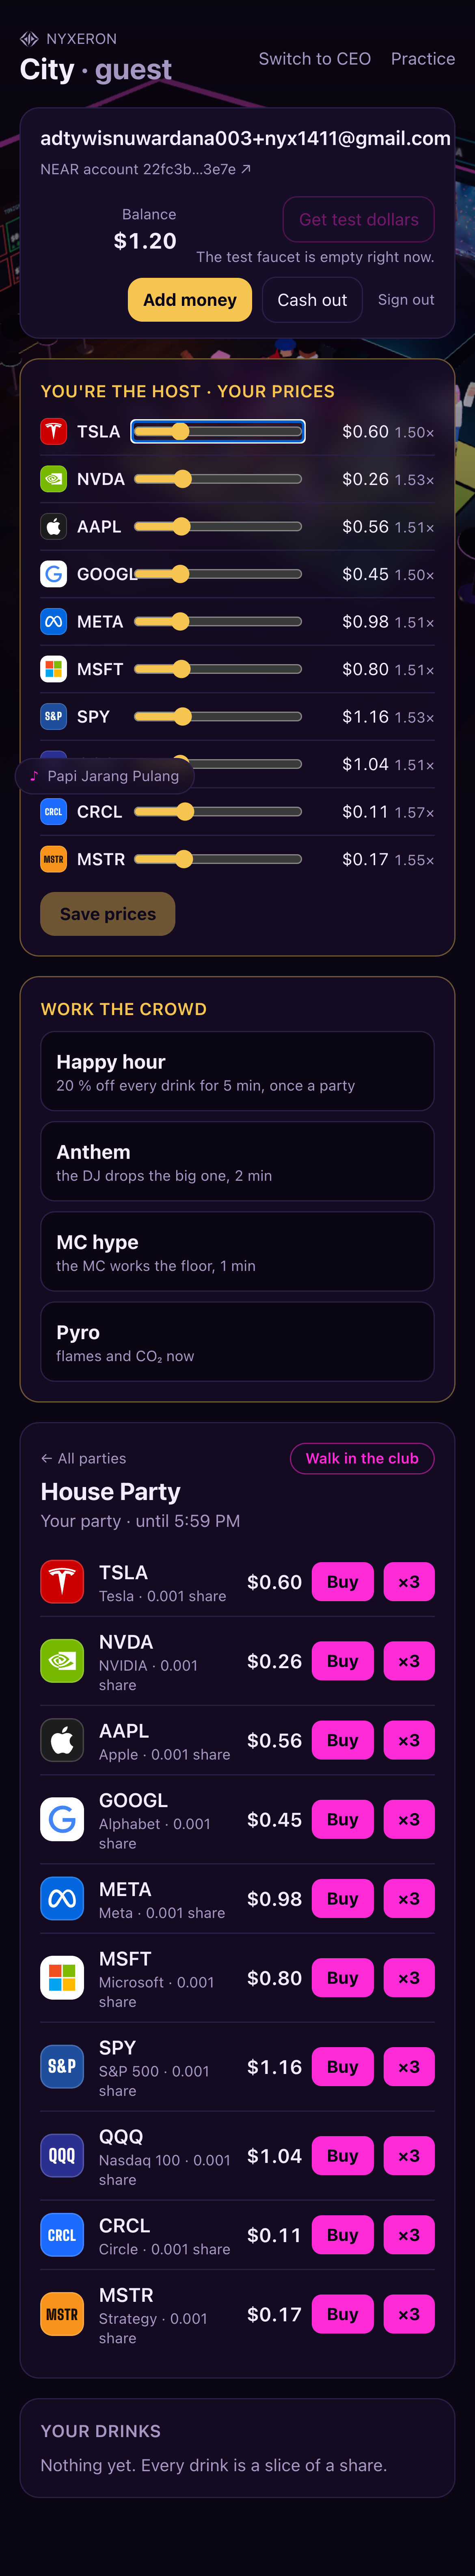 NYXERON
City · guest
Switch to CEO
Practice
adtywisnuwardana003+nyx1411@gmail.com
NEAR account 22fc3b…3e7e ↗
Balance
$1.20
Get test dollars
The test faucet is empty right now.
Add money
Cash out
Sign out
YOU'RE THE HOST · YOUR PRICES
TSLA $0.60 1.50×
NVDA $0.26 1.53×
AAPL $0.56 1.51×
GOOGL $0.45 1.50×
META $0.98 1.51×
MSFT $0.80 1.51×
S&P SPY $1.16 1.53×
$1.04 1.51×
♪ Papi Jarang Pulang
CRCL CRCL $0.11 1.57×
MSTR MSTR $0.17 1.55×
Save prices
WORK THE CROWD
Happy hour
20 % off every drink for 5 min, once a party
Anthem
the DJ drops the big one, 2 min
MC hype
the MC works the floor, 1 min
Pyro
flames and CO₂ now
← All parties
Walk in the club
House Party
Your party · until 5:59 PM
TSLA
Tesla · 0.001 share
$0.60 Buy ×3
NVDA
NVIDIA · 0.001
share
$0.26 Buy ×3
AAPL
Apple · 0.001 share
$0.56 Buy ×3
GOOGL
Alphabet · 0.001
share
$0.45 Buy ×3
META
Meta · 0.001 share
$0.98 Buy ×3
MSFT
Microsoft · 0.001
share
$0.80 Buy ×3
S&P
SPY
S&P 500 · 0.001
share
$1.16 Buy ×3
QQQ
QQQ
Nasdaq 100 · 0.001
share
$1.04 Buy ×3
CRCL
CRCL
Circle · 0.001 share
$0.11 Buy ×3
MSTR
MSTR
Strategy · 0.001
share
$0.17 Buy ×3
YOUR DRINKS
Nothing yet. Every drink is a slice of a share.